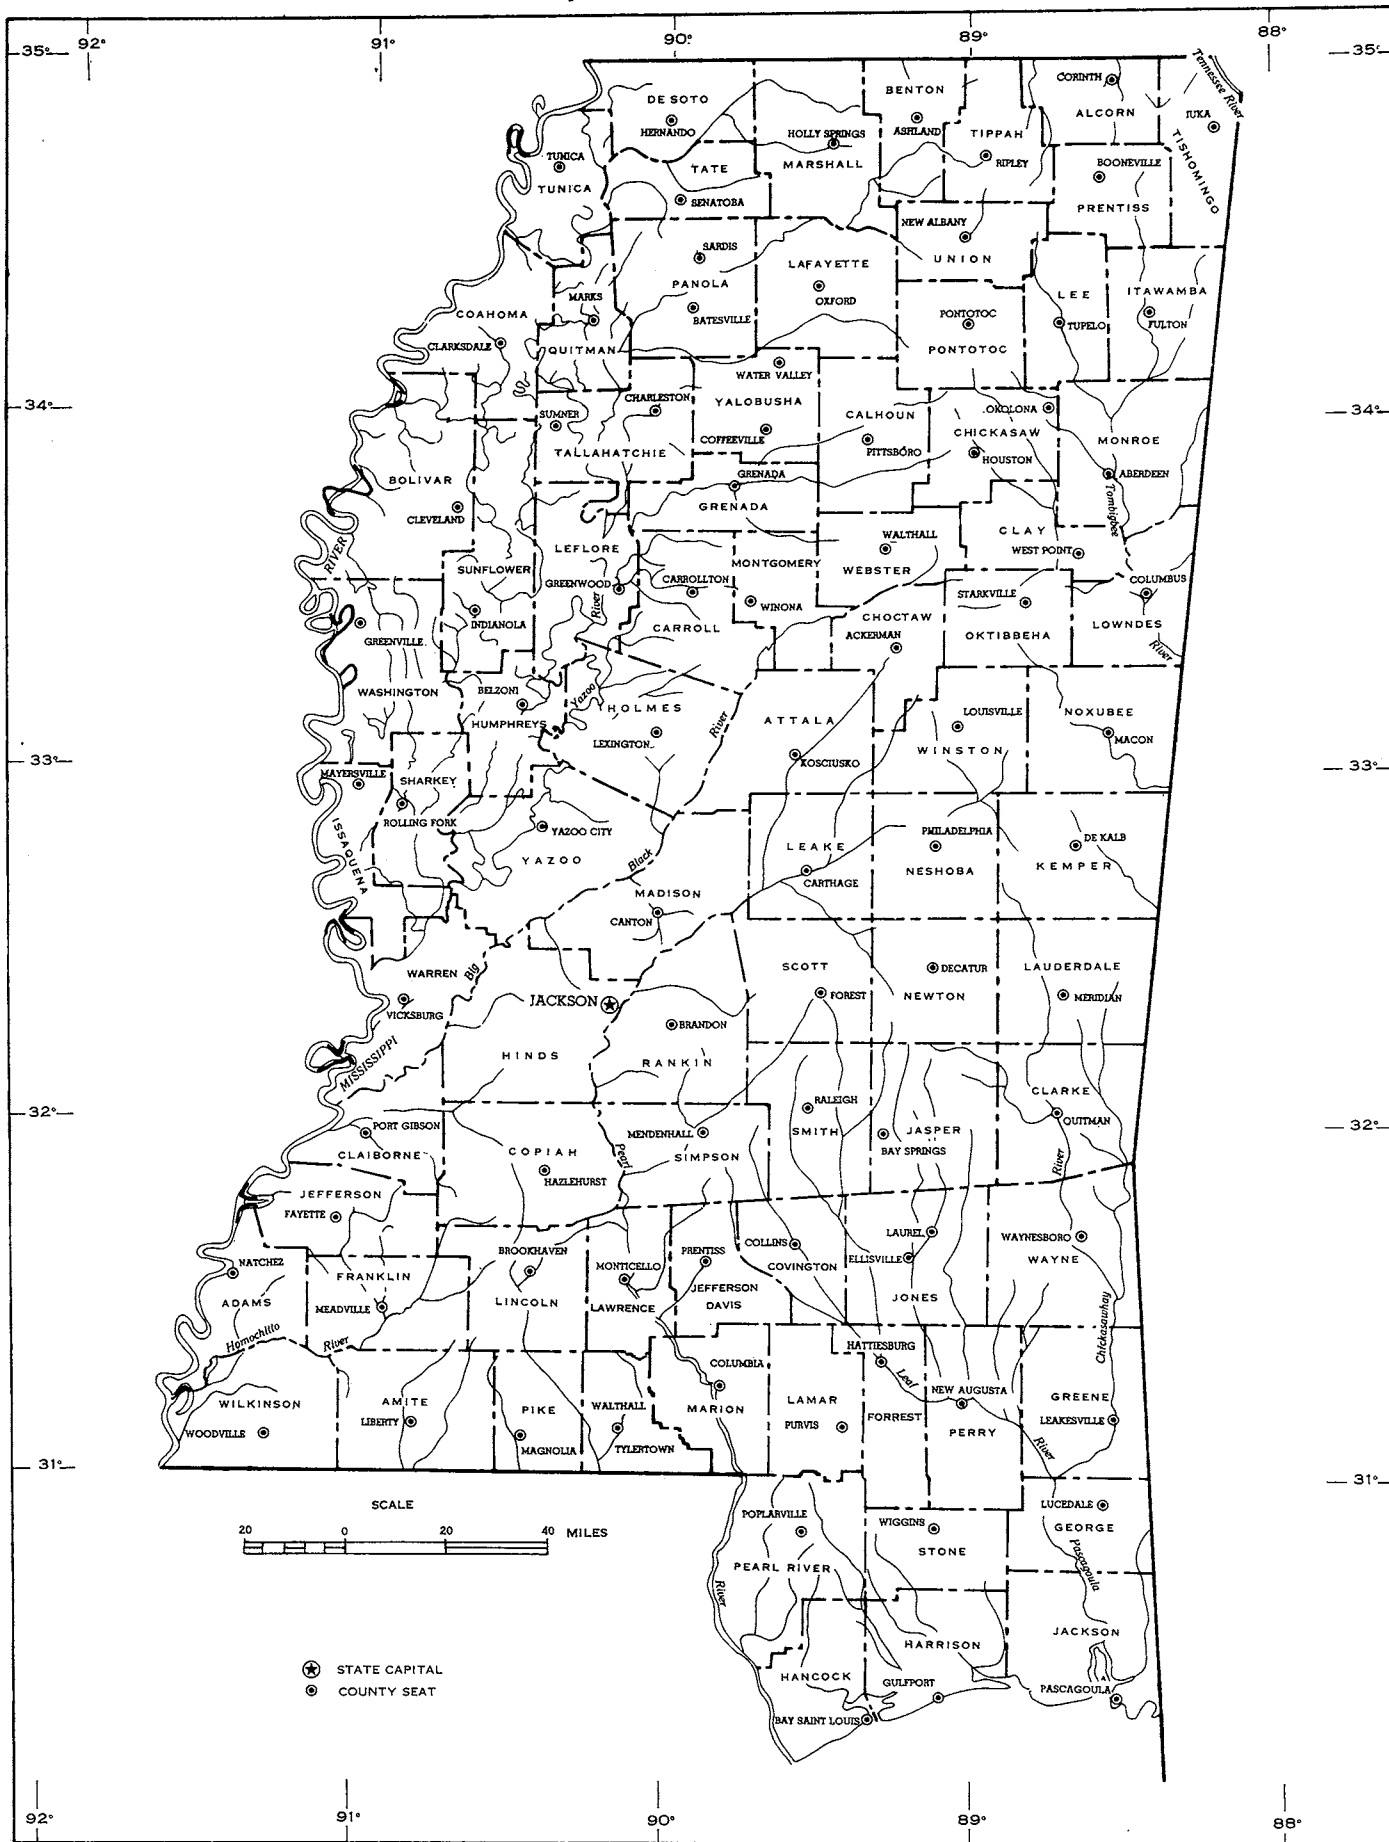 92° 91° 90° 89° 88°
35° 35°
Tennessee River
CORINTH
BENTON
DE SOTO
ALCORN
IUKA
HERNANDO
HOLLY SPRINGS
ASHLAND
TIPPAH
TISHOMINGO
TUNICA
TATE
MARSHALL
RIPLEY
BOONEVILLE
TUNICA
SENATOBA
PRENTISS
NEW ALBANY
SARDIS
LAFAYETTE
UNION
PANOLA
MARKS
OXFORD
LEE
ITAWAMBA
COAHOMA
BATESVILLE
PONTOTOC
TUPELO
FULTON
CLARKSDALE
QUITMAN
PONTOTOC
WATER VALLEY
CHARLESTON
YALOBUSHA
34° 34°
SUMNER
CALHOUN
OKOLONA
COFFEEVILLE
CHICKASAW
MONROE
TALLAHATCHIE
PITTSBORO
HOUSTON
BOLIVAR
GRENADA
ABERDEEN
CLEVELAND
GRENADA
Tombigbee
RIVER
LEFLORE
WALTHALL
CLAY
SUNFLOWER
MONTGOMERY
WEBSTER
WEST POINT
GREENWOOD
CARROLLTON
COLUMBUS
River
WINONA
STARKVILLE
INDIANOLA
CARROLL
CHOCTAW
LOWNDES
GREENVILLE
ACKERMAN
OKTIBBEHA
River
WASHINGTON
BELZONI
Yazoo
HOLMES
LOUISVILLE
NOXUBEE
HUMPHREYS
River
ATTALA
MACON
LEXINGTON
WINSTON
33° 33°
MAYERSVILLE
SHARKEY
KOSCIUSKO
ROLLING FORK
YAZOO CITY
PHILADELPHIA
DE KALB
ISSAQUENA
YAZOO
Black
LEAKE
NESHOBA
KEMPER
CARTHAGE
MADISON
CANTON
WARREN
Big
SCOTT
DECATUR
LAUDERDALE
VICKSBURG
JACKSON
FOREST
NEWTON
MERIDIAN
BRANDON
MISSISSIPPI
HINDS
RANKIN
CLARKE
32° 32°
RALEIGH
QUITMAN
PORT GIBSON
MENDENHALL
SMITH
JASPER
CLAIBORNE
COPIAH
Pearl
SIMPSON
BAY SPRINGS
River
HAZLEHURST
Chickasawhay
JEFFERSON
FAYETTE
LAUREL
WAYNESBORO
BROOKHAVEN
PRENTISS
COLLINS
ELLISVILLE
WAYNE
NATCHEZ
FRANKLIN
MONTICELLO
COVINGTON
ADAMS
MEADVILLE
LINCOLN
LAWRENCE
JEFFERSON
DAVIS
JONES
Homochitto
River
HATTIESBURG
COLUMBIA
Leaf
NEW AUGUSTA
WILKINSON
AMITE
PIKE
WALTHALL
MARION
LAMAR
FORREST
GREENE
WOODVILLE
LIBERTY
PURVIS
PERRY
LEAKESVILLE
MAGNOLIA
TYLERTOWN
River
31° 31°
SCALE
20 0 20 40 MILES
POPLARVILLE
WIGGINS
LUCEDALE
GEORGE
STONE
PEARL RIVER
Pascagoula
River
JACKSON
HARRISON
STATE CAPITAL
HANCOCK
GULFPORT
PASCAGOULA
COUNTY SEAT
BAY SAINT LOUIS
92° 91° 90° 89° 88°